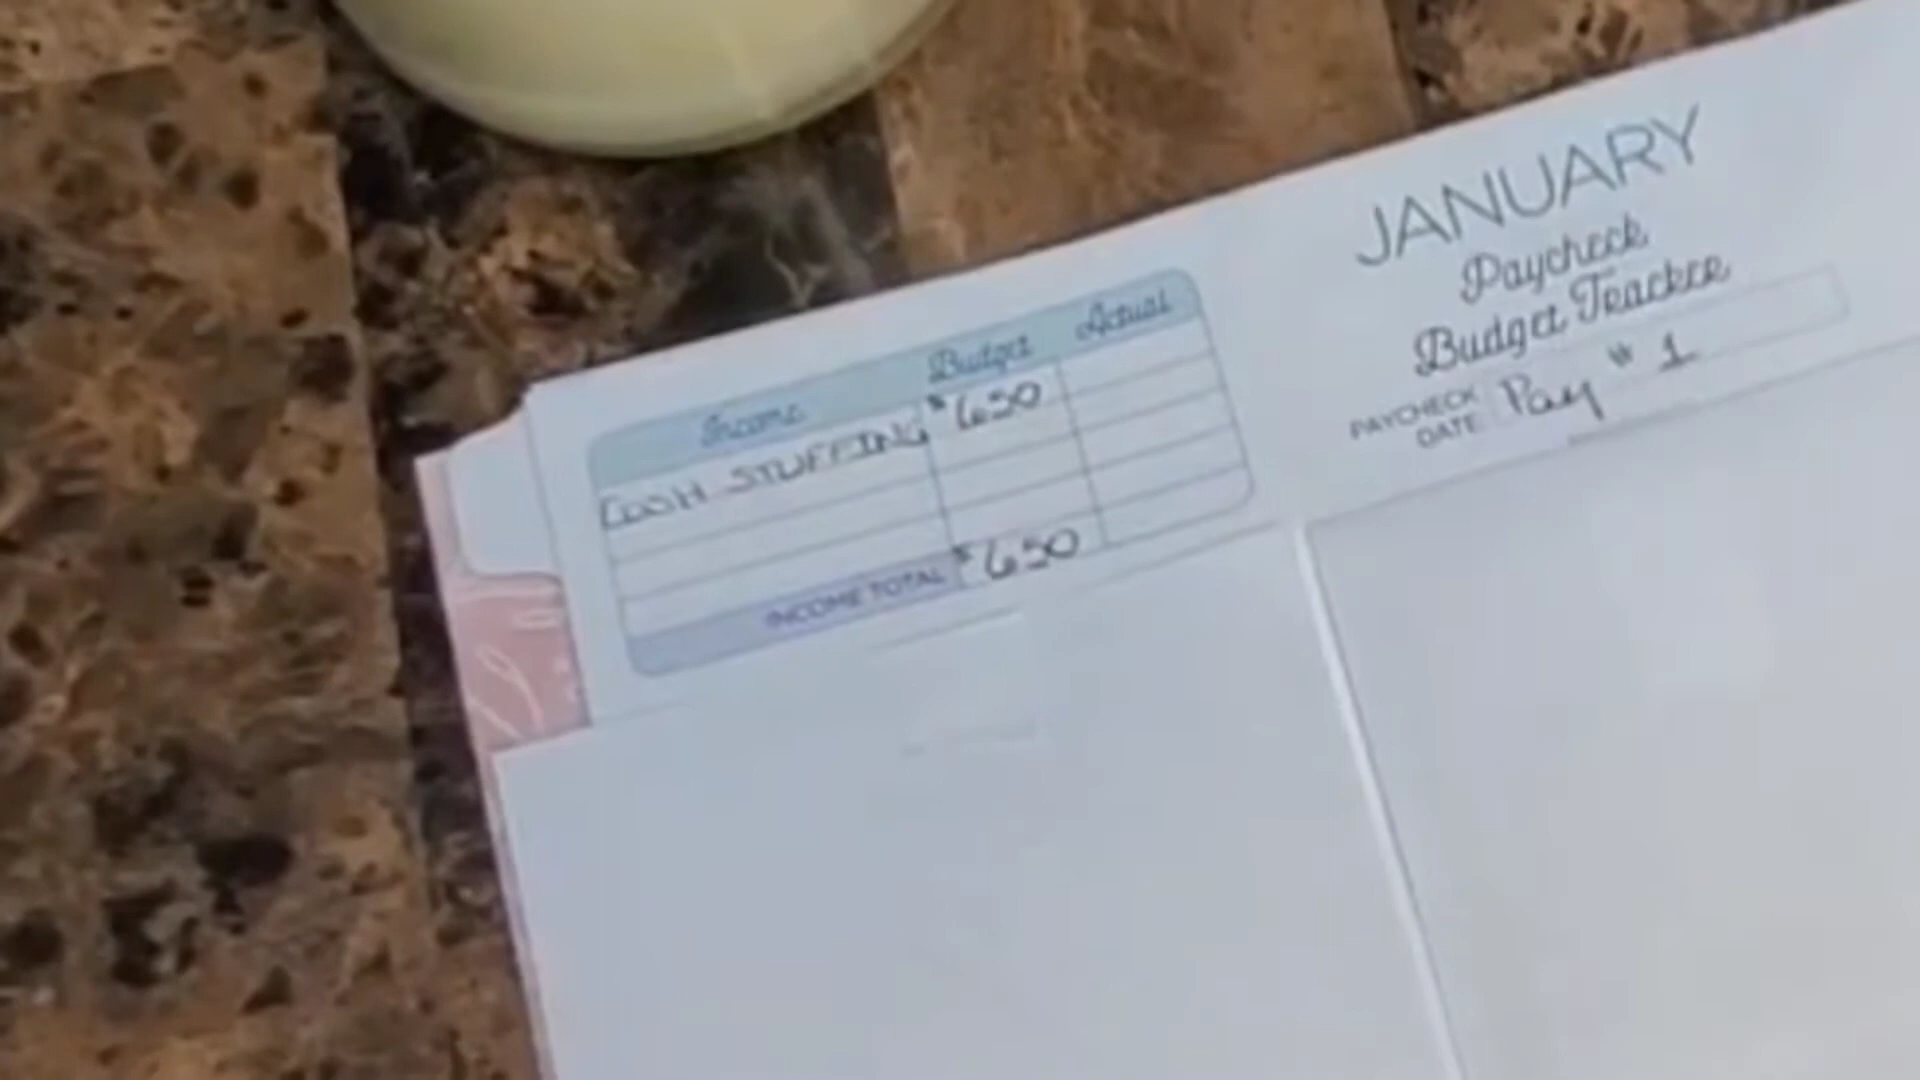 JANUARY
Paycheck
Budget Tracker
PAYCHECK DATE Pay # 1
Income Budget Actual
CASH STUFFING $650
INCOME TOTAL $650